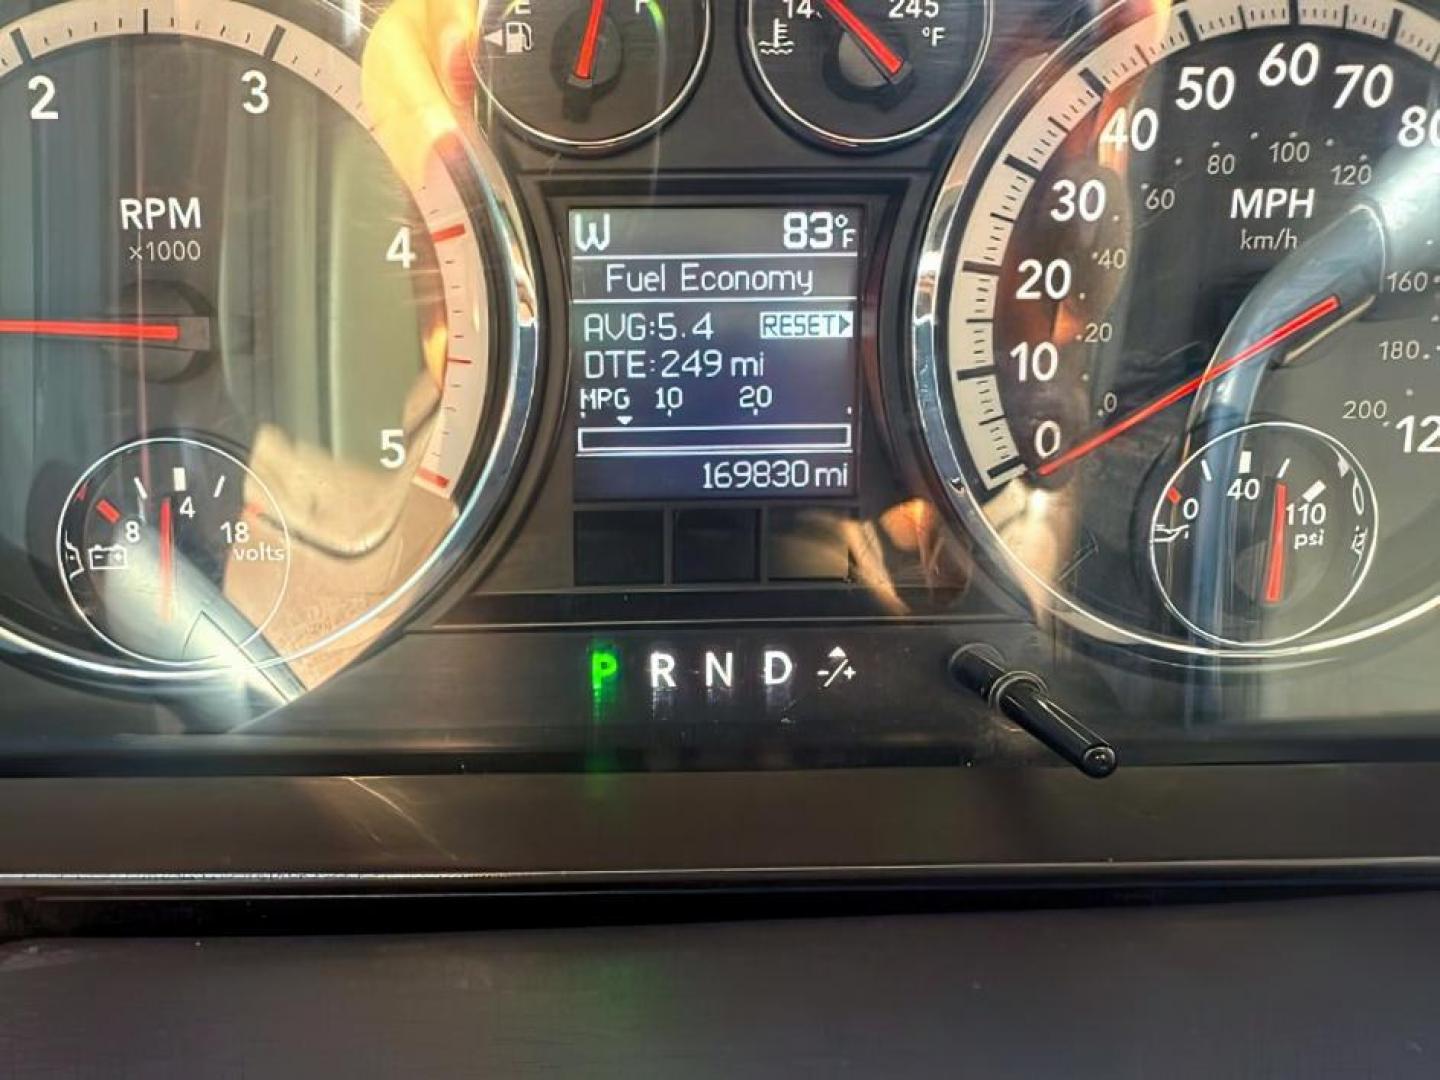 E F
14 245
°F
2 3 4 5
RPM
x1000
8 4 18
volts
W 83°F
Fuel Economy
AVG:5.4 RESET
DTE:249 mi
MPG 10 20
169830 mi
P R N D -/+
0 10 20 30 40 50 60 70 80
0 20 40 60 80 100 120 160 180 200
MPH
km/h
0 40 110
psi